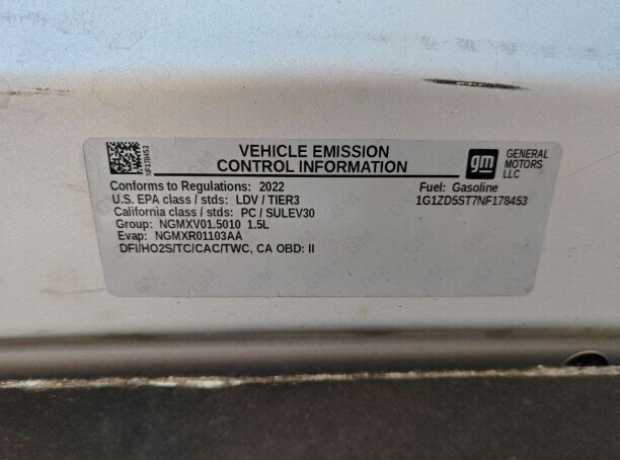 NF178453
VEHICLE EMISSION
CONTROL INFORMATION
gm
GENERAL
MOTORS
LLC
Conforms to Regulations: 2022
U.S. EPA class / stds: LDV / TIER3
California class / stds: PC / SULEV30
Group: NGMXV01.5010 1.5L
Evap: NGMXR01103AA
DFI/HO2S/TC/CAC/TWC, CA OBD: II
Fuel: Gasoline
1G1ZD5ST7NF178453